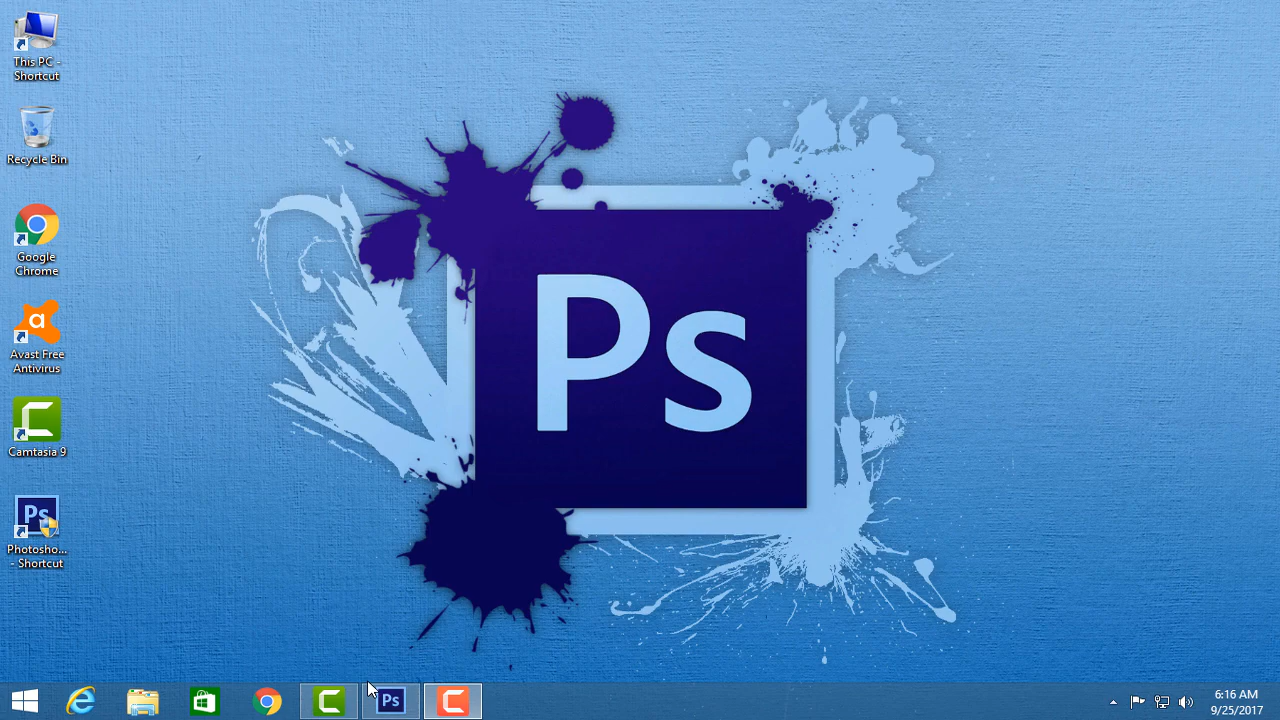 This PC -
Shortcut
Recycle Bin
Google
Chrome
a
Avast Free
Antivirus
C
Camtasia 9
Ps
Photosho...
- Shortcut
Ps
C
Ps
C
6:16 AM
9/25/2017